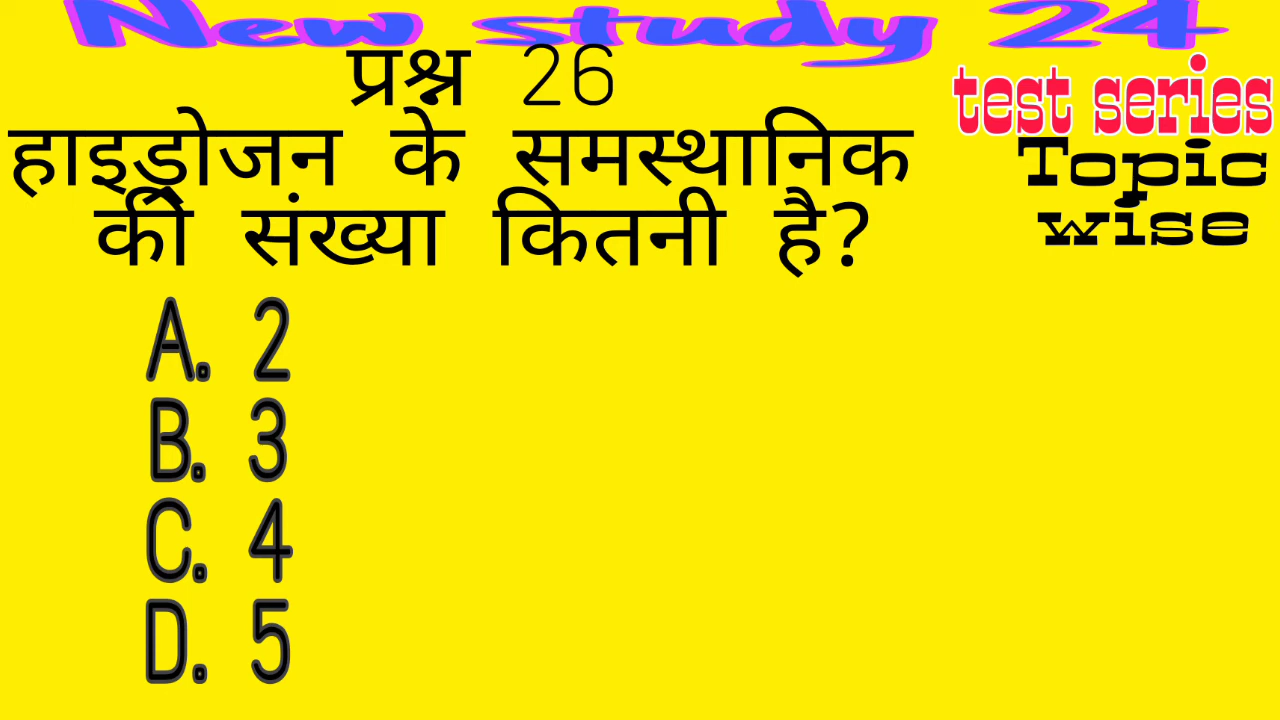 New study 24
प्रश्न 26
test series
हाइड्रोजन के समस्थानिक
Topic
की संख्या कितनी है?
wise
A. 2
B. 3
C. 4
D. 5